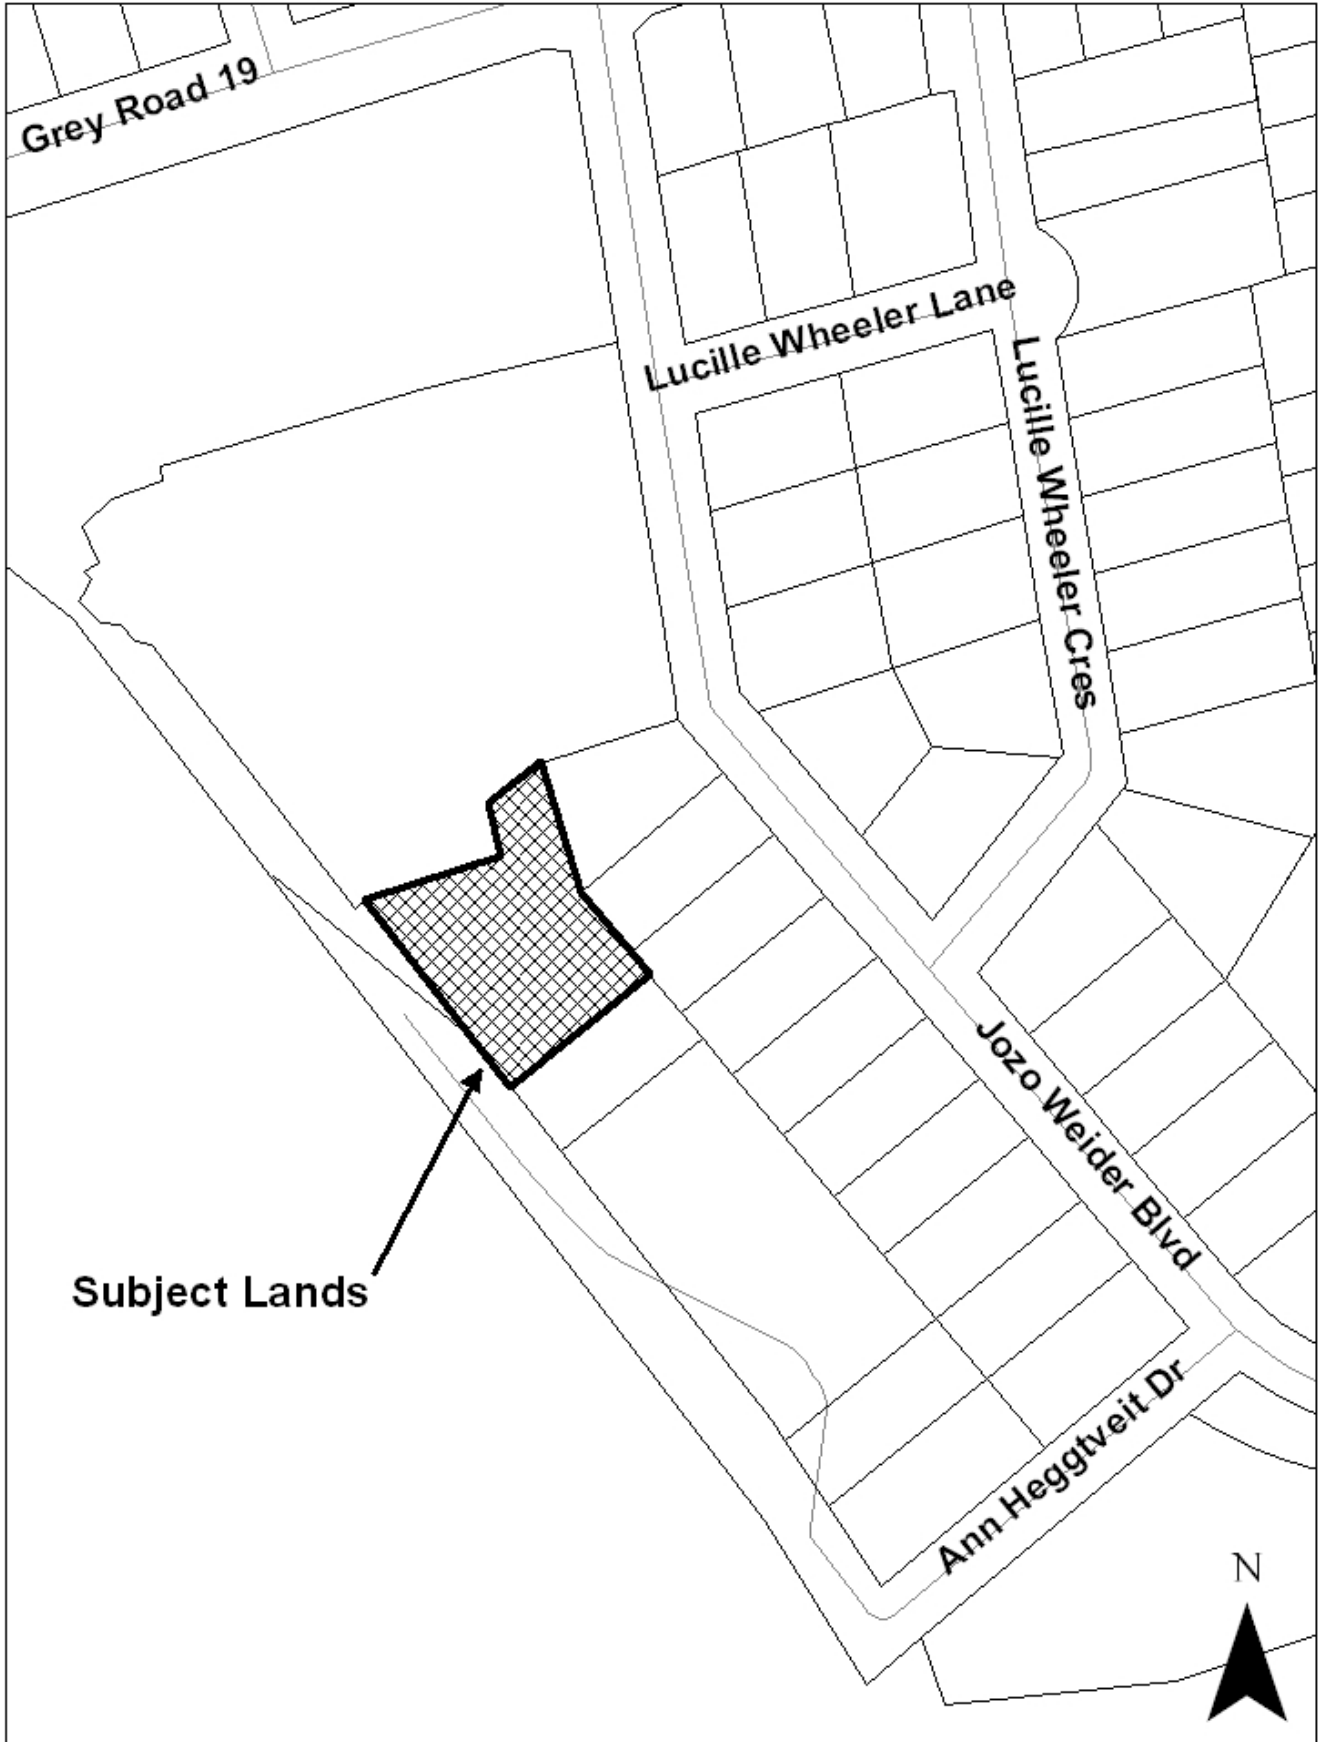 Grey Road 19
Lucille Wheeler Lane
Lucille Wheeler Cres
Jozo Weider Blvd
Subject Lands
Ann Heggtveit Dr
N